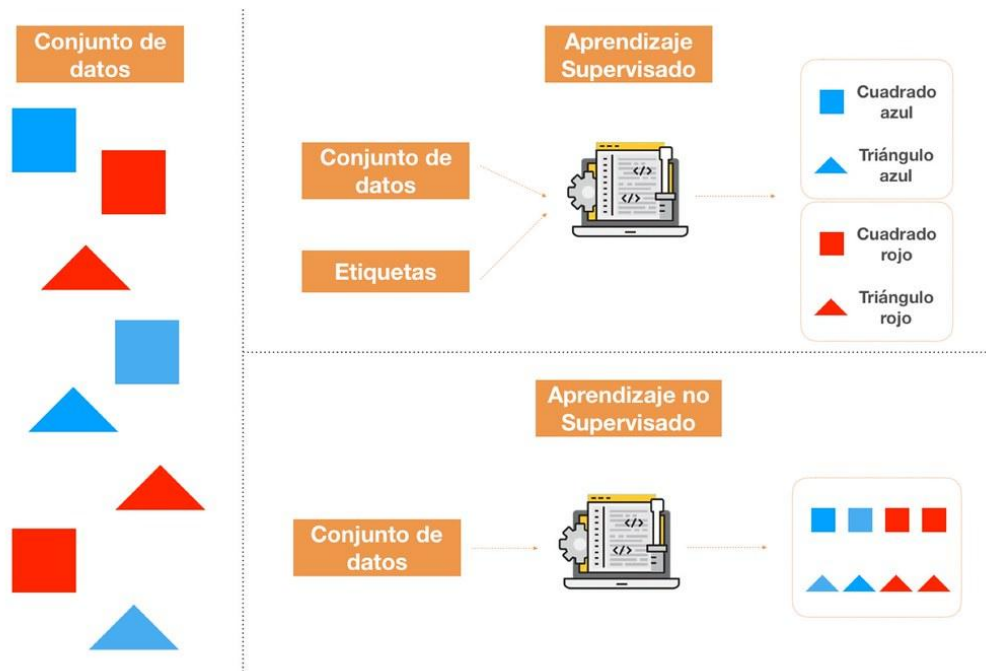 Conjunto de
datos
Aprendizaje
Supervisado
Conjunto de
datos
Etiquetas
</>
</>
Cuadrado
azul
Triángulo
azul
Cuadrado
rojo
Triángulo
rojo
Aprendizaje no
Supervisado
Conjunto de
datos
</>
</>